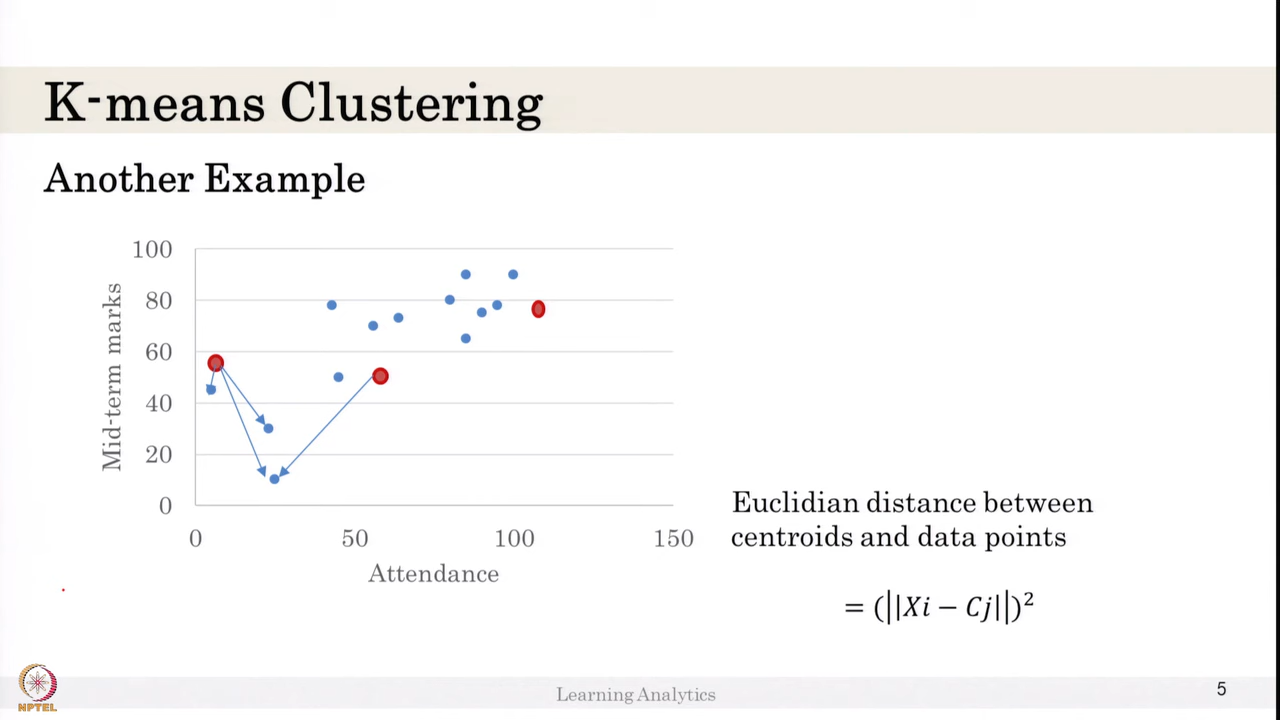 K-means Clustering
Another Example
Mid-term marks
100
80
60
40
20
0
0 50 100 150
Attendance
Euclidian distance between
centroids and data points
= (||Xi − Cj||)²
NPTEL
Learning Analytics
5